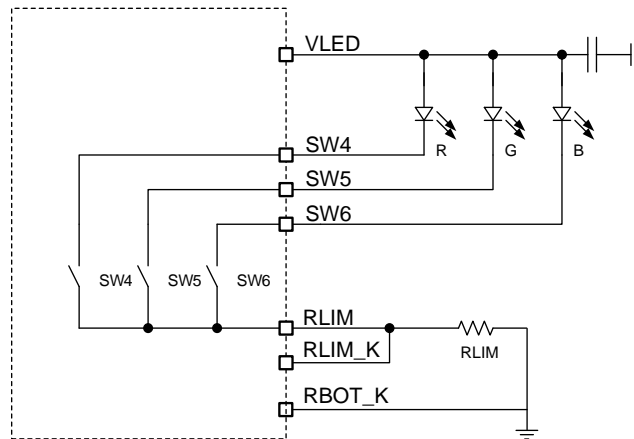 VLED
SW4
R G B
SW5
SW6
SW4 SW5 SW6
RLIM
RLIM_K
RLIM
RBOT_K